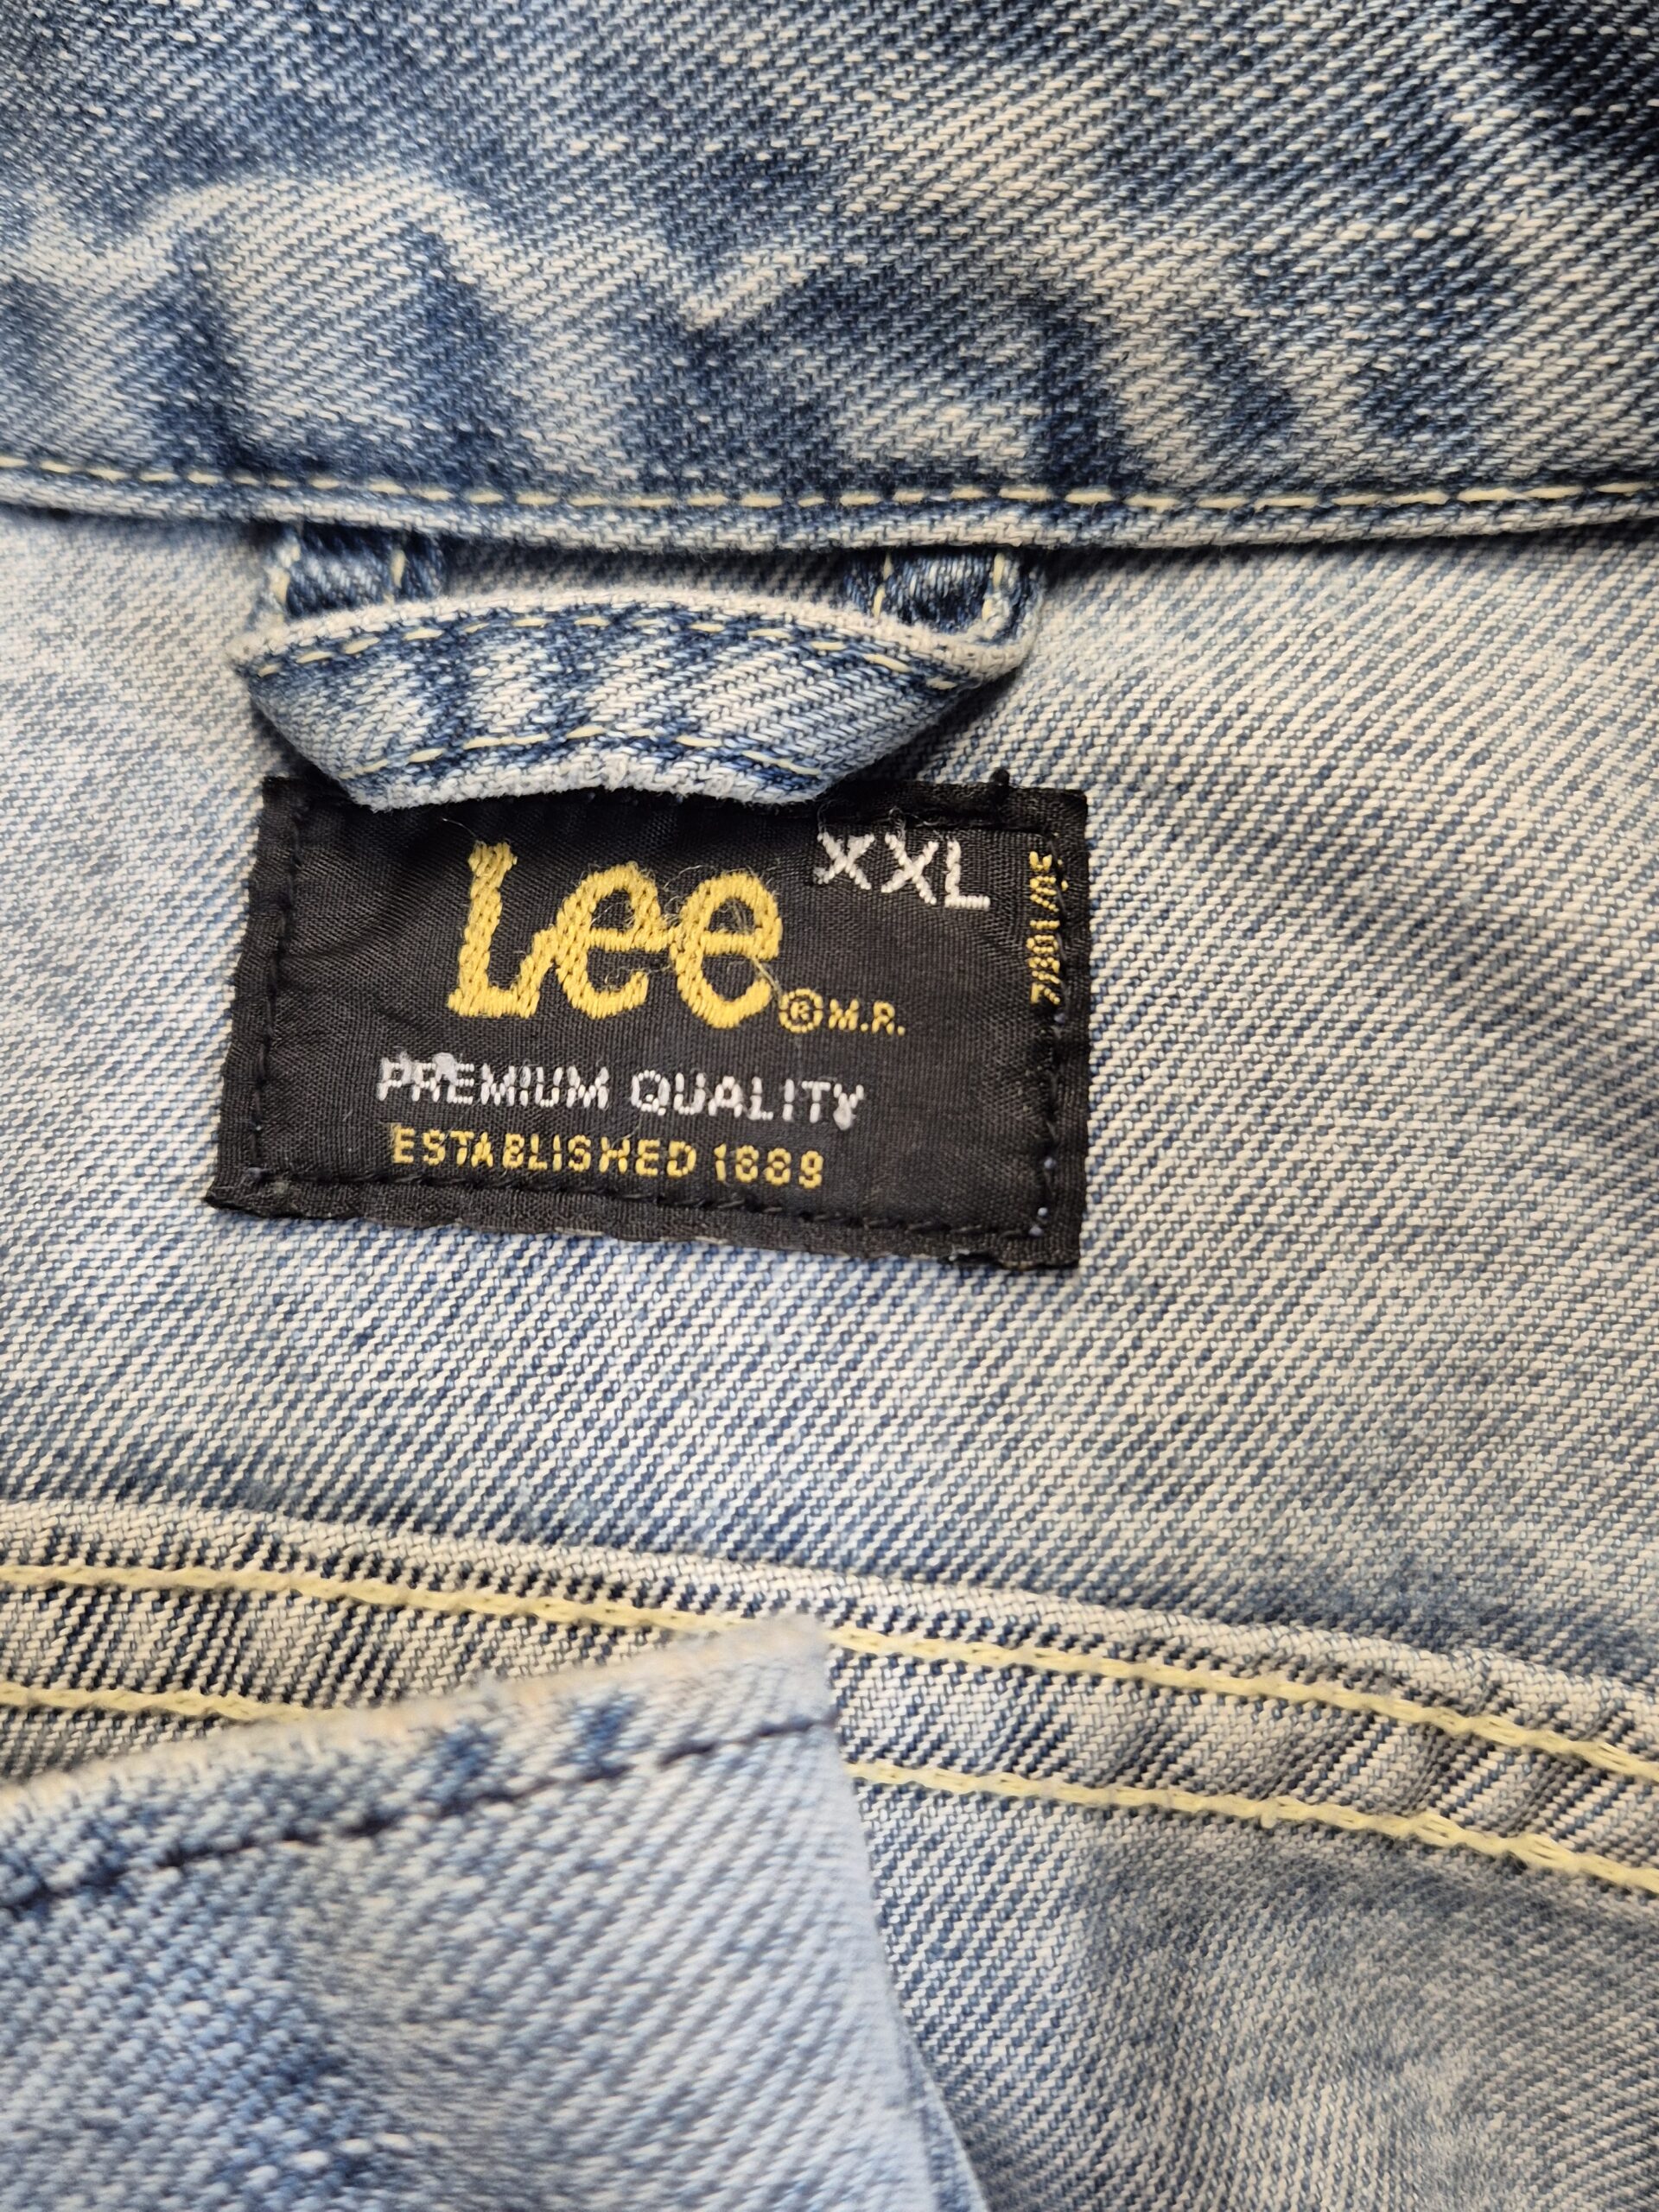 XXL
Lee ® M.R.
PREMIUM QUALITY
ESTABLISHED 1889